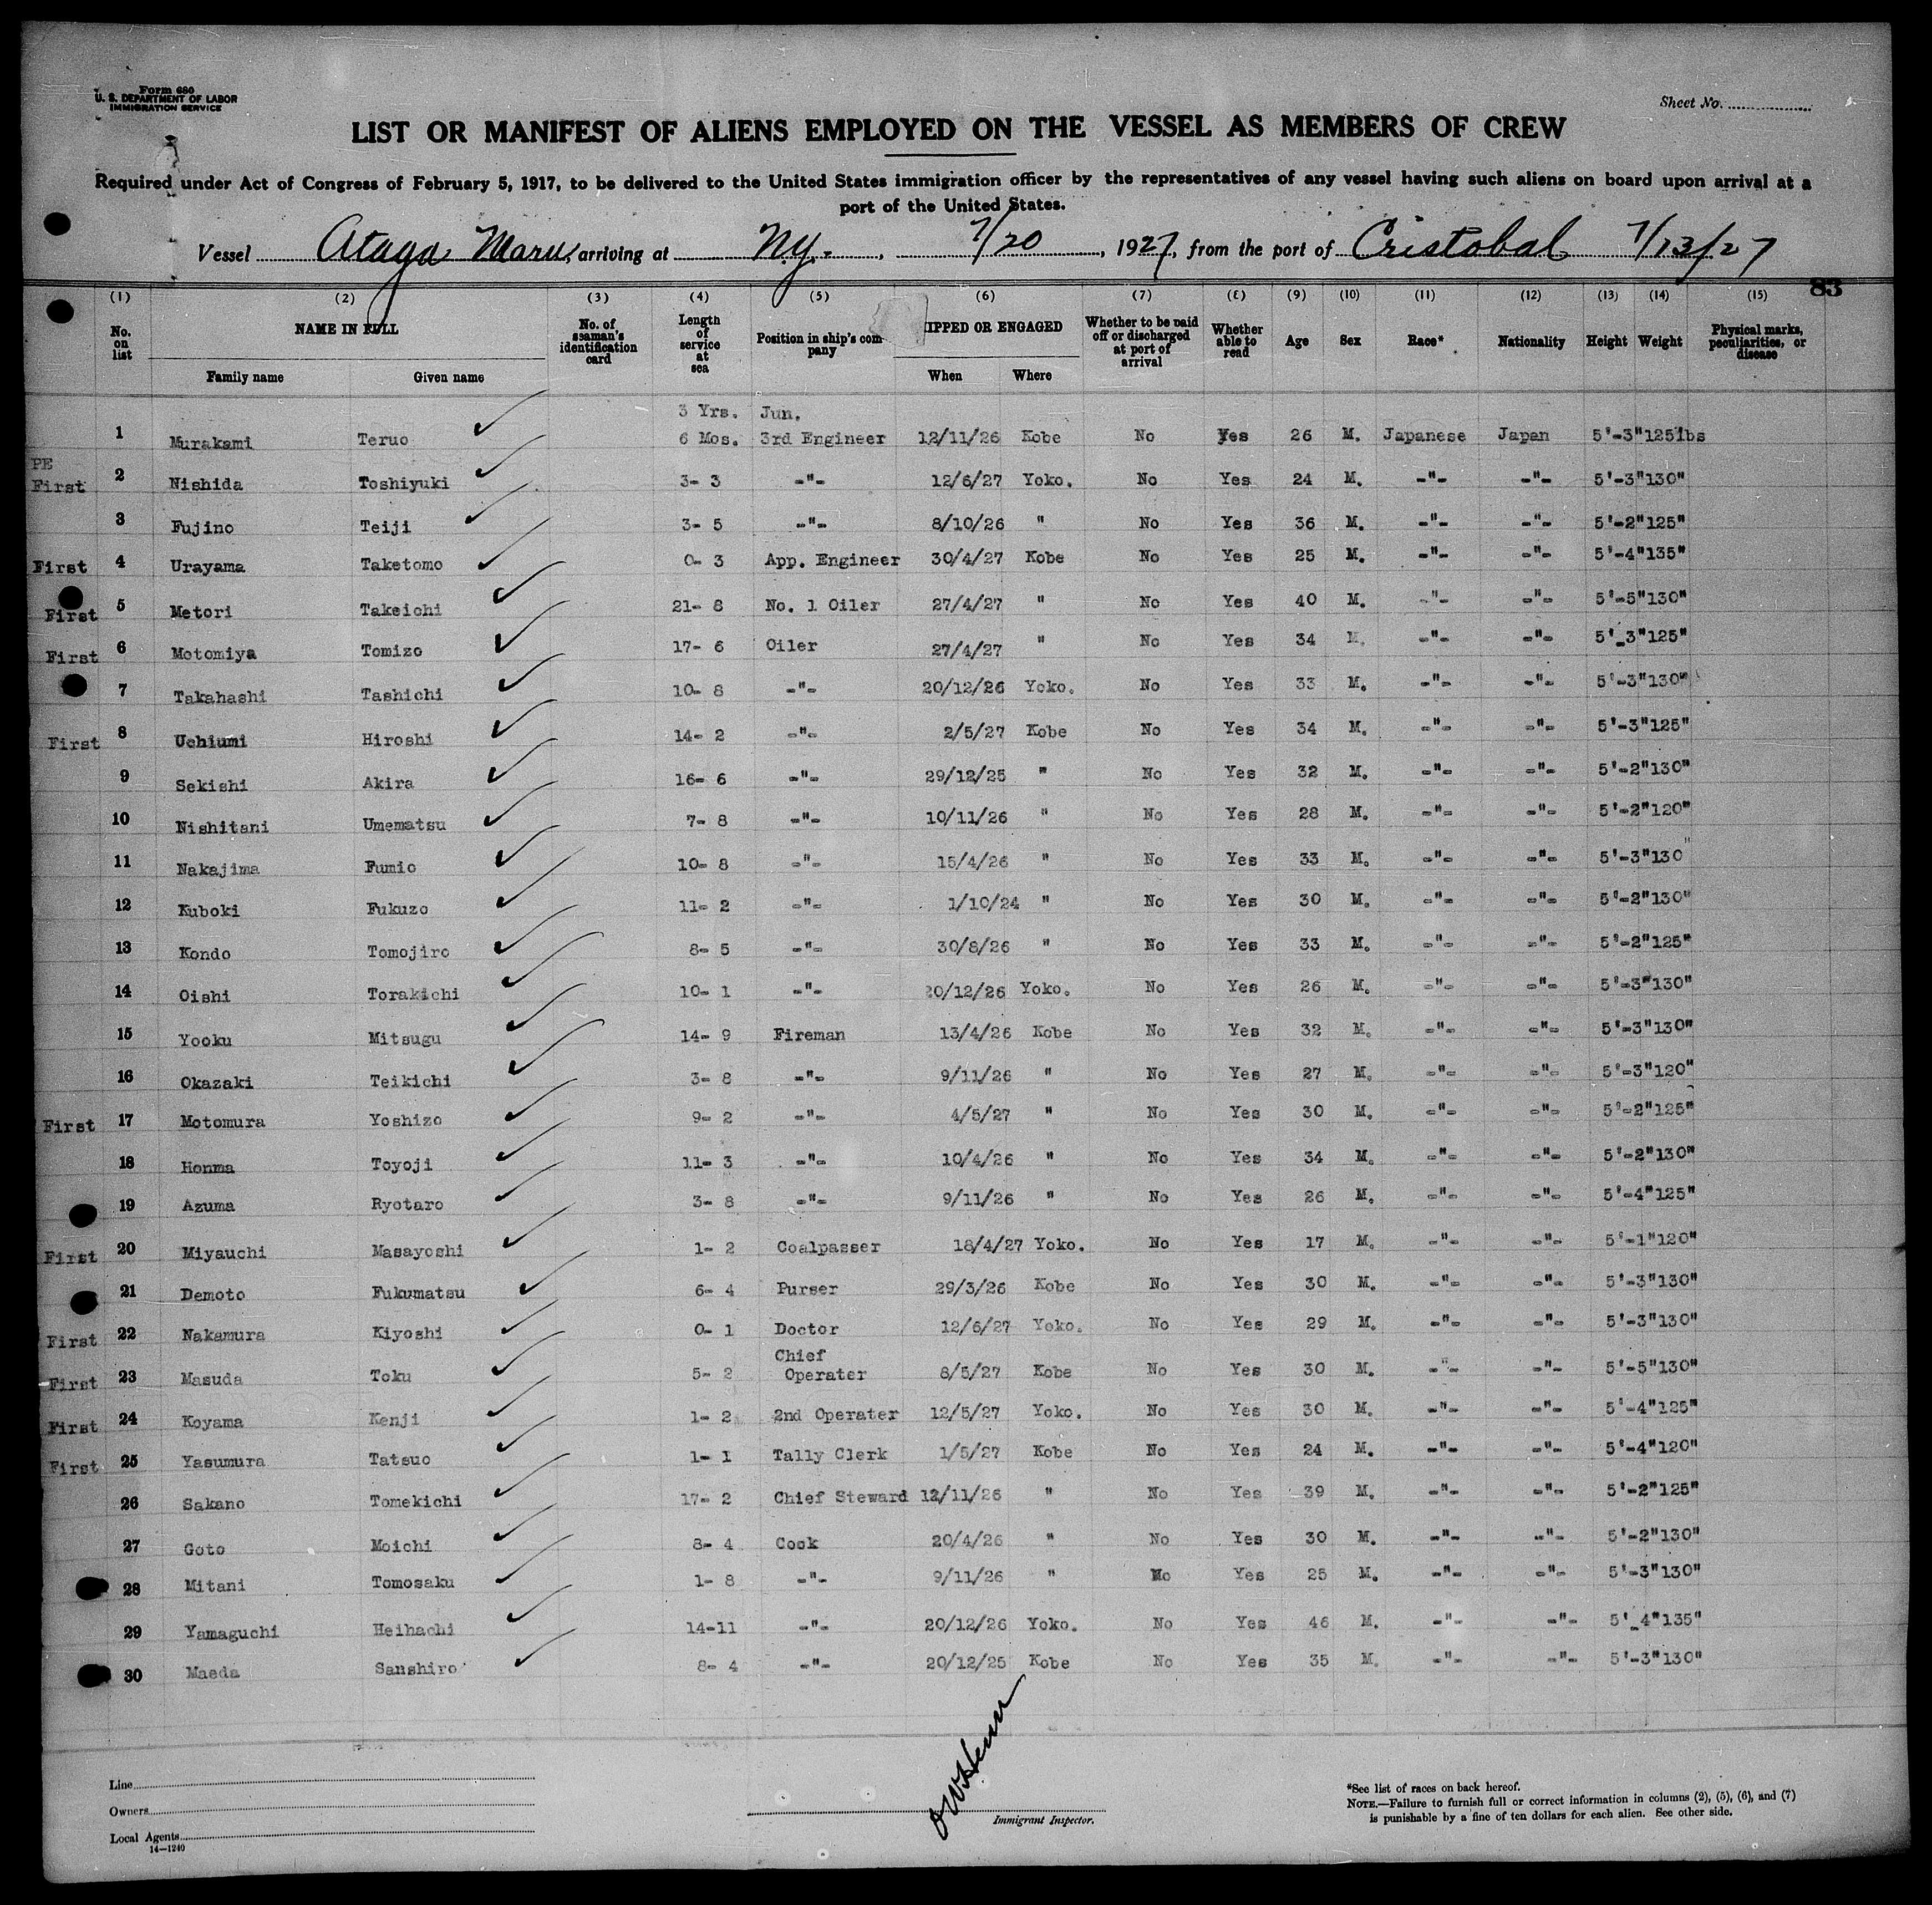 Form 680
U. S. DEPARTMENT OF LABOR
IMMIGRATION SERVICE
Sheet No.
LIST OR MANIFEST OF ALIENS EMPLOYED ON THE VESSEL AS MEMBERS OF CREW
Required under Act of Congress of February 5, 1917, to be delivered to the United States immigration officer by the representatives of any vessel having such aliens on board upon arrival at a
port of the United States.
Vessel Atago Maru, arriving at N.Y., 7/20, 1927, from the port of Cristobal 7/13/27
83
(1) (2) (3) (4) (5) (6) (7) (8) (9) (10) (11) (12) (13) (14) (15)
No. on list NAME IN FULL Family name Given name No. of seaman's identification card Length of service at sea Position in ship's company IPPED OR ENGAGED When Where Whether to be paid off or discharged at port of arrival Whether able to read Age Sex Race* Nationality Height Weight Physical marks, peculiarities, or disease
3 Yrs. Jun.
1 Murakami Teruo 6 Mos. 3rd Engineer 12/11/26 Kobe No Yes 26 M. Japanese Japan 5'-3" 125lbs
PE
First 2 Nishida Toshiyuki 3- 3 -"- 12/6/27 Yoko. No Yes 24 M. -"- -"- 5'-3" 130"
3 Fujino Teiji 3- 5 -"- 8/10/26 " No Yes 36 M. -"- -"- 5'-2" 125"
First 4 Urayama Taketomo 0- 3 App. Engineer 30/4/27 Kobe No Yes 25 M. -"- -"- 5'-4" 135"
First 5 Metori Takeichi 21- 8 No. 1 Oiler 27/4/27 " No Yes 40 M. -"- -"- 5'-5" 130"
First 6 Motomiya Tomizo 17- 6 Oiler 27/4/27 " No Yes 34 M. -"- -"- 5'-3" 125"
7 Takahashi Tashichi 10- 8 -"- 20/12/26 Yoko. No Yes 33 M. -"- -"- 5'-3" 130"
First 8 Uchiumi Hiroshi 14- 2 -"- 2/5/27 Kobe No Yes 34 M. -"- -"- 5'-3" 125"
9 Sekishi Akira 16- 6 -"- 29/12/25 " No Yes 32 M. -"- -"- 5'-2" 130"
10 Nishitani Umematsu 7- 8 -"- 10/11/26 " No Yes 28 M. -"- -"- 5'-2" 120"
11 Nakajima Fumio 10- 8 -"- 15/4/26 " No Yes 33 M. -"- -"- 5'-3" 130"
12 Kuboki Fukuzo 11- 2 -"- 1/10/24 " No Yes 30 M. -"- -"- 5'-2" 130"
13 Kondo Tomojiro 8- 5 -"- 30/8/26 " No Yes 33 M. -"- -"- 5'-2" 125"
14 Oishi Torakichi 10- 1 -"- 20/12/26 Yoko. No Yes 26 M. -"- -"- 5'-3" 130"
15 Yooku Mitsugu 14- 9 Fireman 13/4/26 Kobe No Yes 32 M. -"- -"- 5'-3" 130"
16 Okazaki Teikichi 3- 8 -"- 9/11/26 " No Yes 27 M. -"- -"- 5'-3" 120"
First 17 Motomura Yoshizo 9- 2 -"- 4/5/27 " No Yes 30 M. -"- -"- 5'-2" 125"
18 Honma Toyoji 11- 3 -"- 10/4/26 " No Yes 34 M. -"- -"- 5'-2" 130"
19 Azuma Ryotaro 3- 8 -"- 9/11/26 " No Yes 26 M. -"- -"- 5'-4" 125"
First 20 Miyauchi Masayoshi 1- 2 Coalpasser 18/4/27 Yoko. No Yes 17 M. -"- -"- 5'-1" 120"
21 Demoto Fukumatsu 6- 4 Purser 29/3/26 Kobe No Yes 30 M. -"- -"- 5'-3" 130"
First 22 Nakamura Kiyoshi 0- 1 Doctor 12/6/27 Yoko. No Yes 29 M. -"- -"- 5'-3" 130"
Chief
First 23 Masuda Toku 5- 2 Operater 8/5/27 Kobe No Yes 30 M. -"- -"- 5'-5" 130"
First 24 Koyama Kenji 1- 2 2nd Operater 12/5/27 Yoko. No Yes 30 M. -"- -"- 5'-4" 125"
First 25 Yasumura Tatsuo 1- 1 Tally Clerk 1/5/27 Kobe No Yes 24 M. -"- -"- 5'-4" 120"
26 Sakano Tomekichi 17- 2 Chief Steward 12/11/26 " No Yes 39 M. -"- -"- 5'-2" 125"
27 Goto Moichi 8- 4 Cook 20/4/26 " No Yes 30 M. -"- -"- 5'-2" 130"
28 Mitani Tomosaku 1- 8 -"- 9/11/26 " No Yes 25 M. -"- -"- 5'-3" 130"
29 Yamaguchi Heihachi 14-11 -"- 20/12/26 Yoko. No Yes 46 M. -"- -"- 5'-4" 135"
30 Maeda Sanshiro 8- 4 -"- 20/12/25 Kobe No Yes 35 M. -"- -"- 5'-3" 130"
Line
Owners
Local Agents
14—1240
Immigrant Inspector.
*See list of races on back hereof.
NOTE.—Failure to furnish full or correct information in columns (2), (5), (6), and (7)
is punishable by a fine of ten dollars for each alien. See other side.